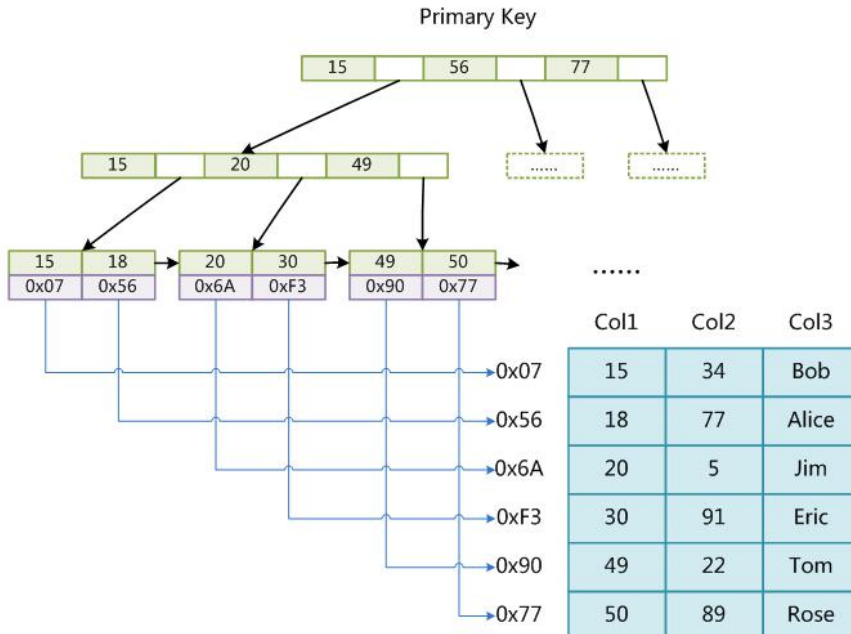 Primary Key
15 56 77
15 20 49
...... ......
15 18 20 30 49 50
0x07 0x56 0x6A 0xF3 0x90 0x77
......
Col1 Col2 Col3
0x07 15 34 Bob
0x56 18 77 Alice
0x6A 20 5 Jim
0xF3 30 91 Eric
0x90 49 22 Tom
0x77 50 89 Rose